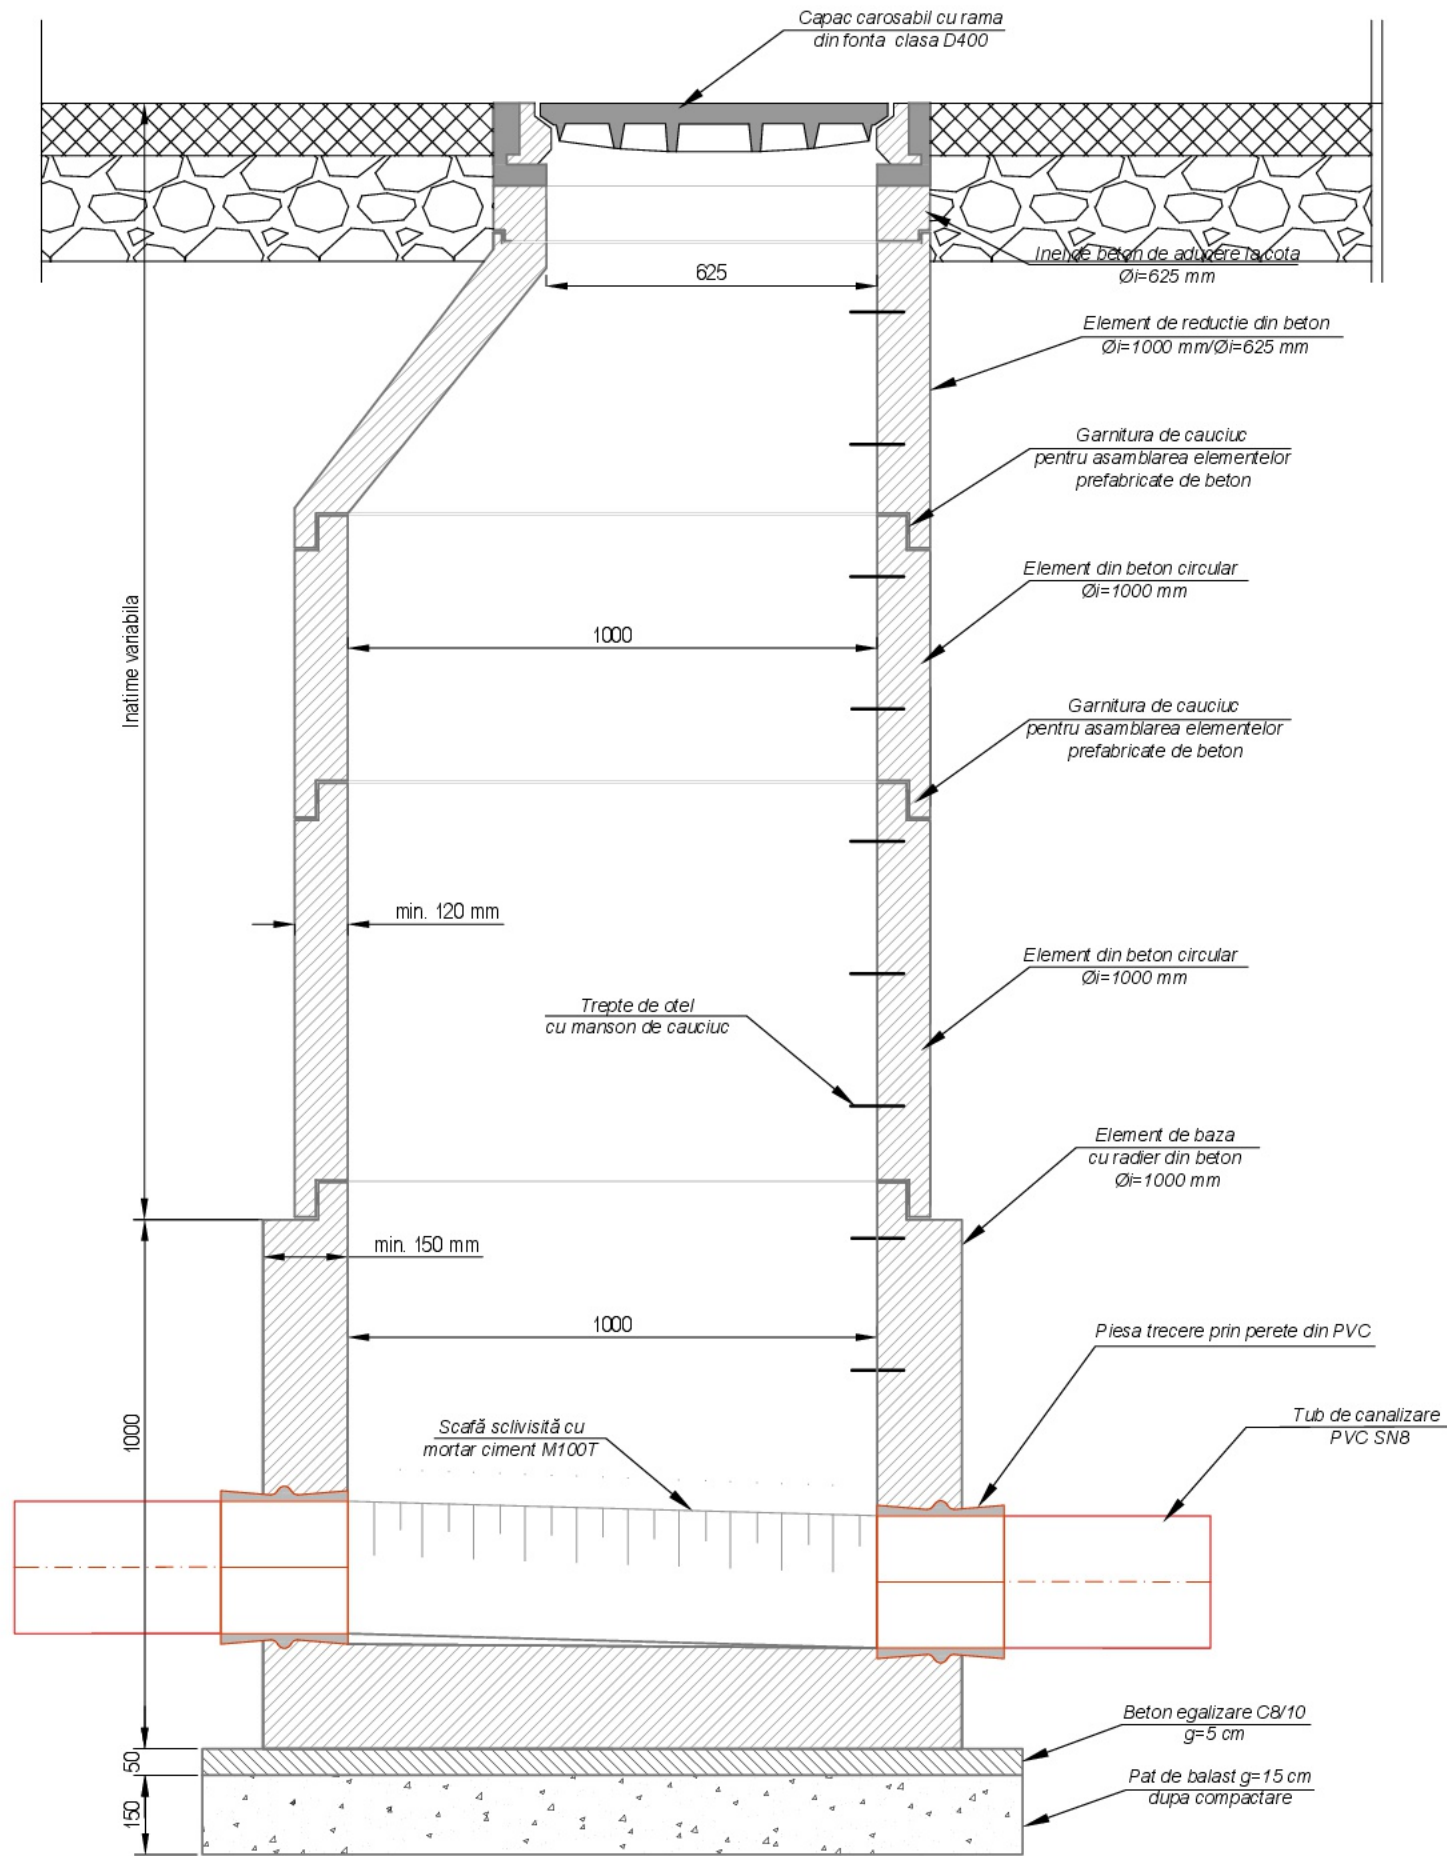 Capac carosabil cu rama
din fonta clasa D400
Inel de beton de aducere la cota
Øi=625 mm
625
Element de reductie din beton
Øi=1000 mm/Øi=625 mm
Garnitura de cauciuc
pentru asamblarea elementelor
prefabricate de beton
Element din beton circular
Øi=1000 mm
Inatime variabila
1000
Garnitura de cauciuc
pentru asamblarea elementelor
prefabricate de beton
min. 120 mm
Element din beton circular
Øi=1000 mm
Trepte de otel
cu manson de cauciuc
Element de baza
cu radier din beton
Øi=1000 mm
min. 150 mm
1000
Piesa trecere prin perete din PVC
Tub de canalizare
PVC SN8
Scafă sclivisită cu
mortar ciment M100T
1000
Beton egalizare C8/10
g=5 cm
50
Pat de balast g=15 cm
dupa compactare
150